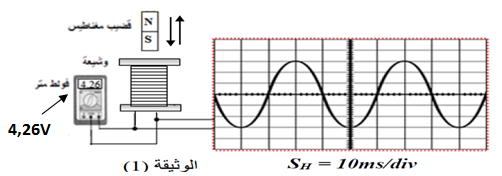 قضيب مغناطيس
N
S
وشيعة
فولط متر
4.26
4,26V
الوثيقة (1)
S_H = 10ms/div